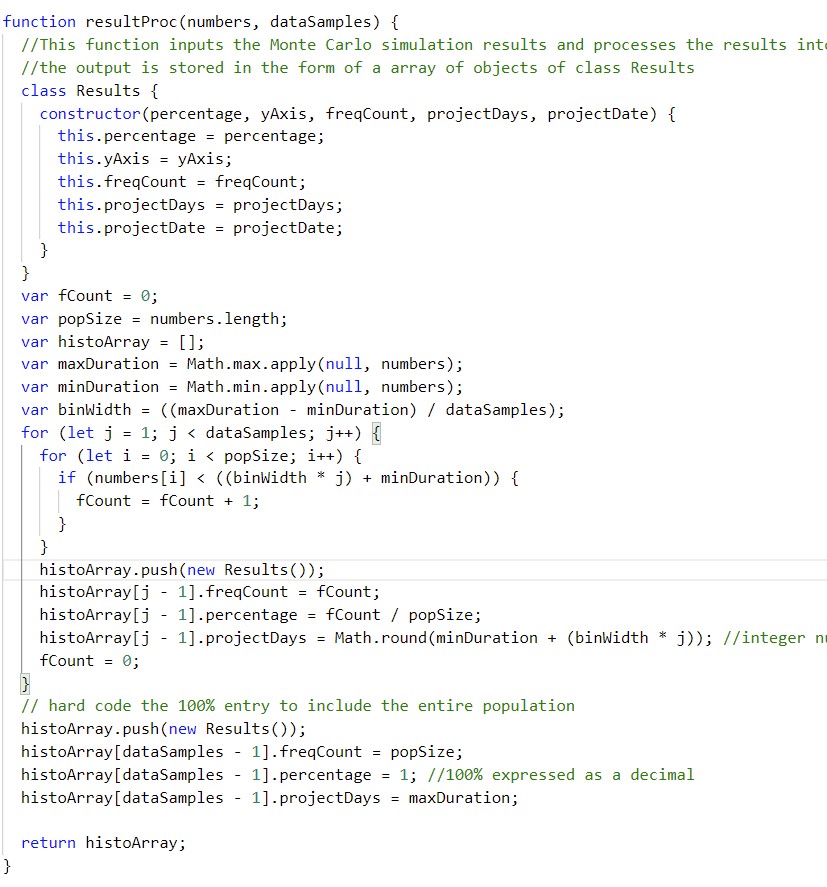 function resultProc(numbers, dataSamples) {
//This function inputs the Monte Carlo simulation results and processes the results
//the output is stored in the form of a array of objects of class Results
class Results {
constructor(percentage, yAxis, freqCount, projectDays, projectDate) {
this.percentage = percentage;
this.yAxis = yAxis;
this.freqCount = freqCount;
this.projectDays = projectDays;
this.projectDate = projectDate;
}
}
var fCount = 0;
var popSize = numbers.length;
var histoArray = [];
var maxDuration = Math.max.apply(null, numbers);
var minDuration = Math.min.apply(null, numbers);
var binWidth = ((maxDuration - minDuration) / dataSamples);
for (let j = 1; j < dataSamples; j++) {
for (let i = 0; i < popSize; i++) {
if (numbers[i] < ((binWidth * j) + minDuration)) {
fCount = fCount + 1;
}
}
histoArray.push(new Results());
histoArray[j - 1].freqCount = fCount;
histoArray[j - 1].percentage = fCount / popSize;
histoArray[j - 1].projectDays = Math.round(minDuration + (binWidth * j)); //integer
fCount = 0;
}
// hard code the 100% entry to include the entire population
histoArray.push(new Results());
histoArray[dataSamples - 1].freqCount = popSize;
histoArray[dataSamples - 1].percentage = 1; //100% expressed as a decimal
histoArray[dataSamples - 1].projectDays = maxDuration;
return histoArray;
}